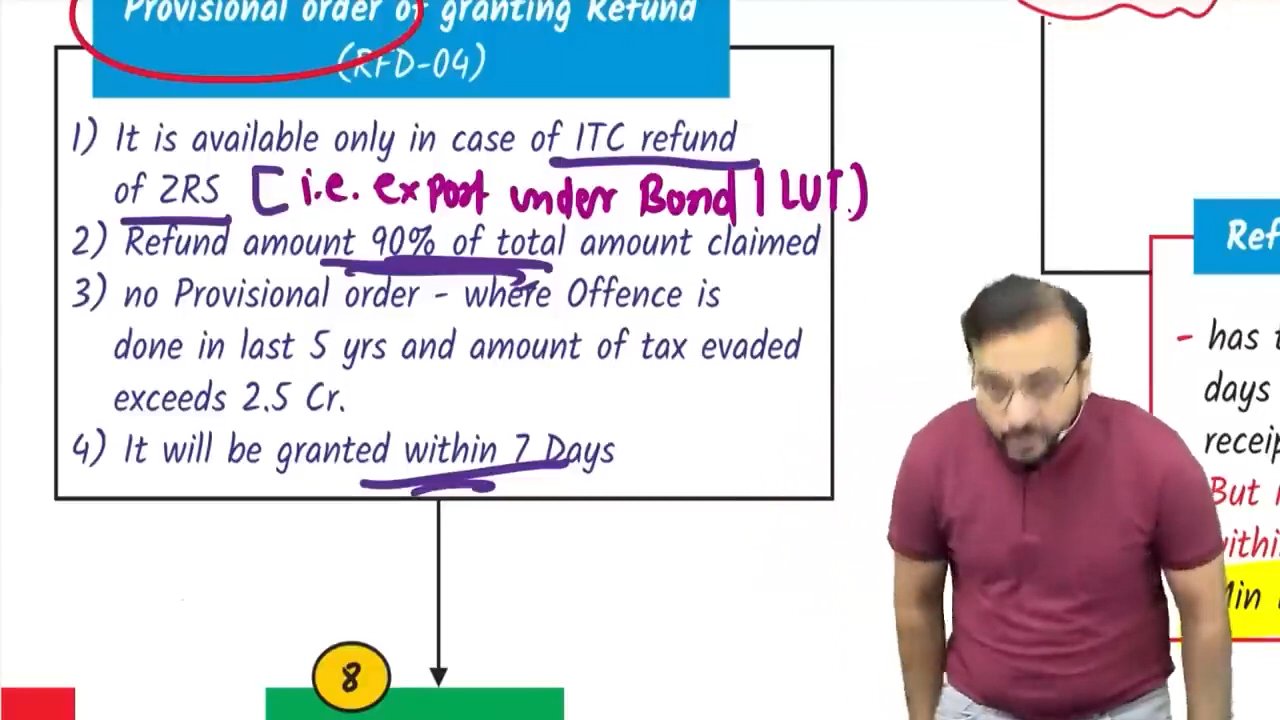 Provisional order of granting Refund
(RFD-04)
1) It is available only in case of ITC refund
of ZRS [i.e. export under Bond | LUT.)
2) Refund amount 90% of total amount claimed
3) no Provisional order - where Offence is
done in last 5 yrs and amount of tax evaded
exceeds 2.5 Cr.
4) It will be granted within 7 Days
8
Ref
- has
days
But